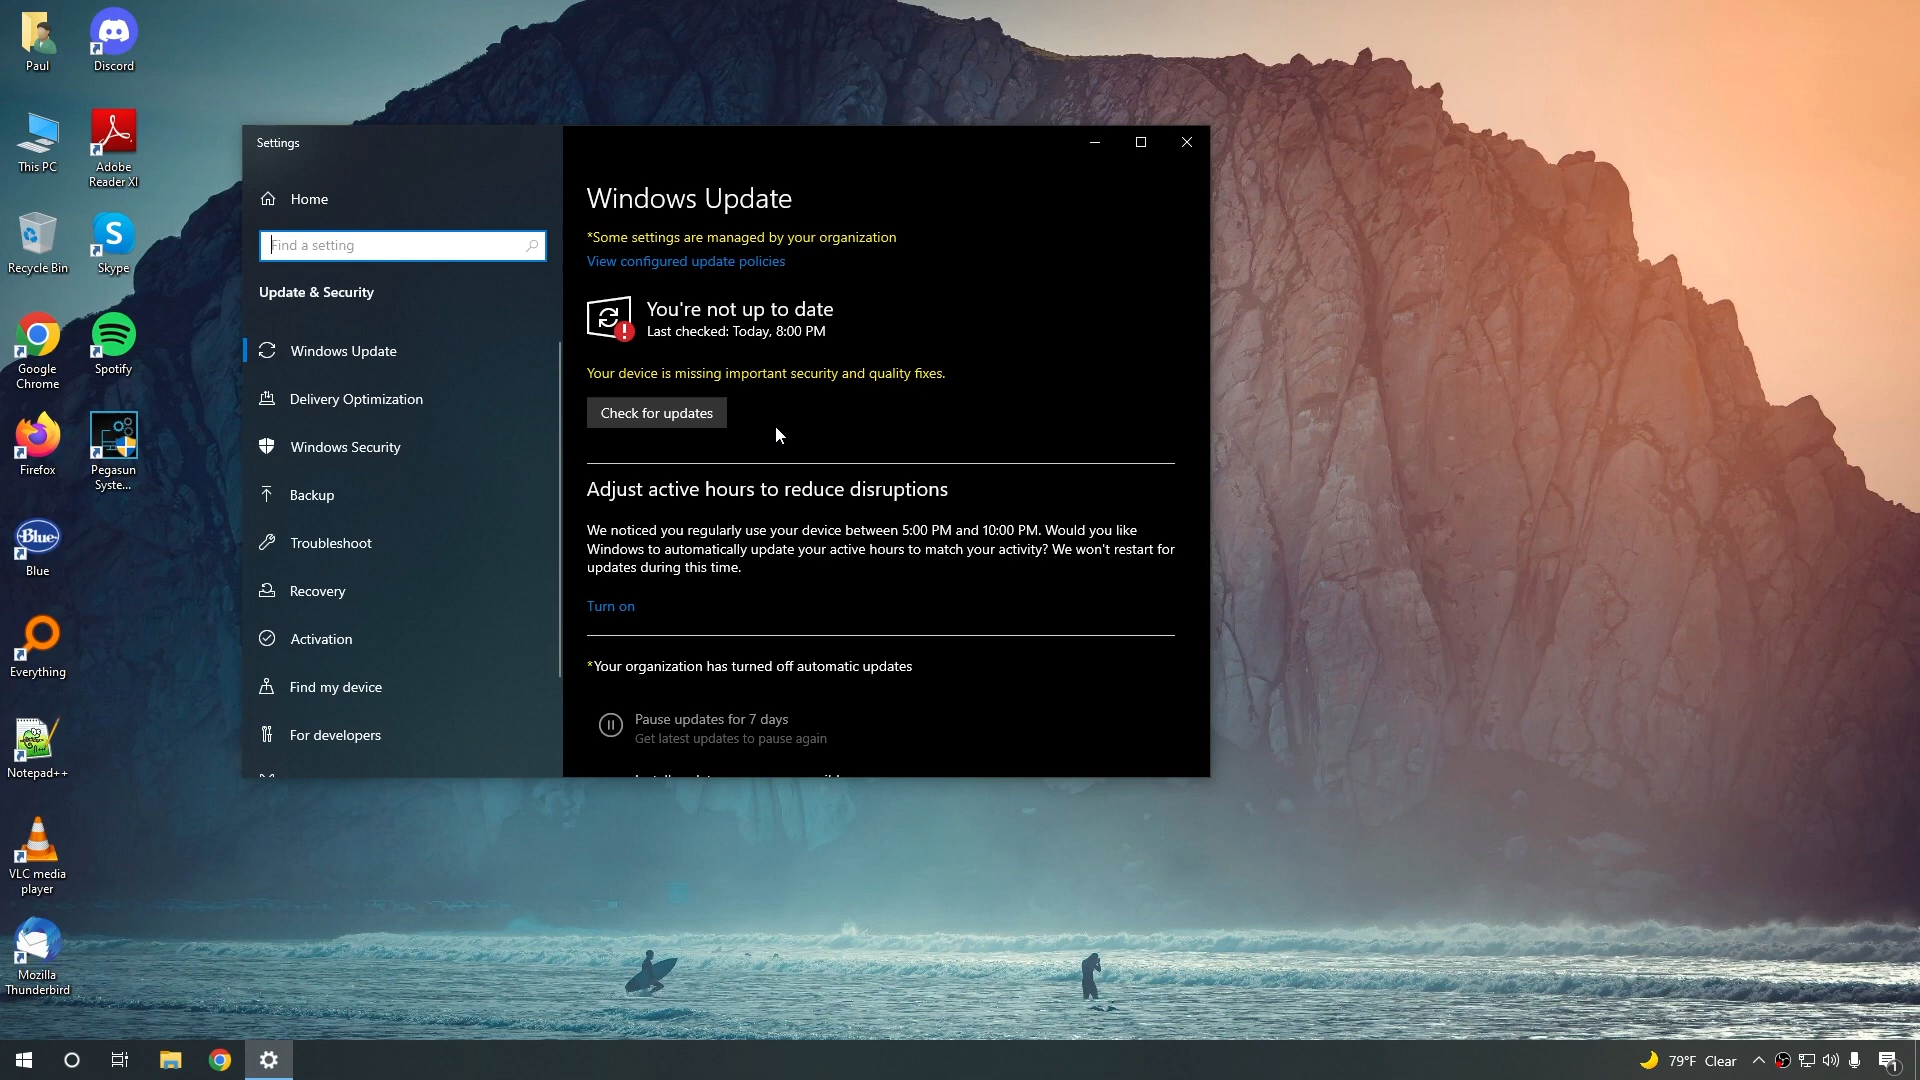 Paul
Discord
This PC
Adobe
Reader XI
Recycle Bin
Skype
Google
Chrome
Spotify
Firefox
Pegasun
Syste...
Blue
Blue
Everything
Notepad++
VLC media
player
Mozilla
Thunderbird
Settings
Home
Find a setting
Update & Security
Windows Update
Delivery Optimization
Windows Security
Backup
Troubleshoot
Recovery
Activation
Find my device
For developers
Windows Update
*Some settings are managed by your organization
View configured update policies
You're not up to date
Last checked: Today, 8:00 PM
Your device is missing important security and quality fixes.
Check for updates
Adjust active hours to reduce disruptions
We noticed you regularly use your device between 5:00 PM and 10:00 PM. Would you like
Windows to automatically update your active hours to match your activity? We won't restart for
updates during this time.
Turn on
*Your organization has turned off automatic updates
Pause updates for 7 days
Get latest updates to pause again
79°F Clear
1